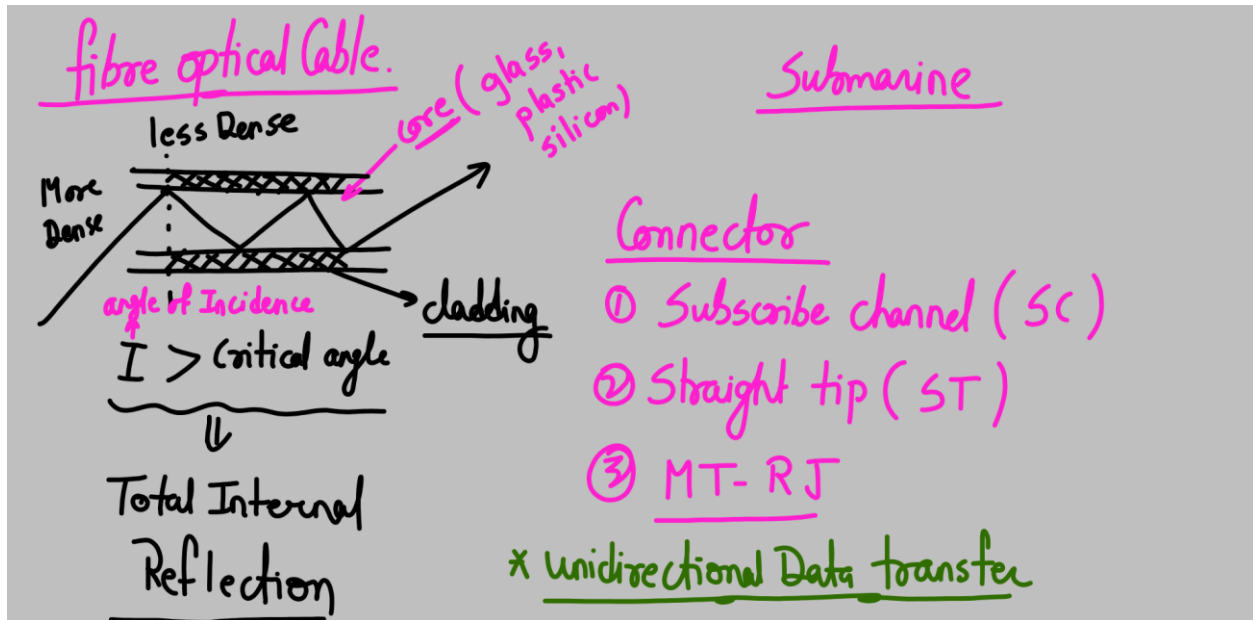 fibre optical Cable.
less Dense
More
Dense
core (glass,
plastic
silicon)
angle of Incidence
cladding
I > Critical angle
⇓
Total Internal
Reflection
Submarine
Connector
① Subscribe channel (SC)
② Straight tip (ST)
③ MT-RJ
* Unidirectional Data transfer